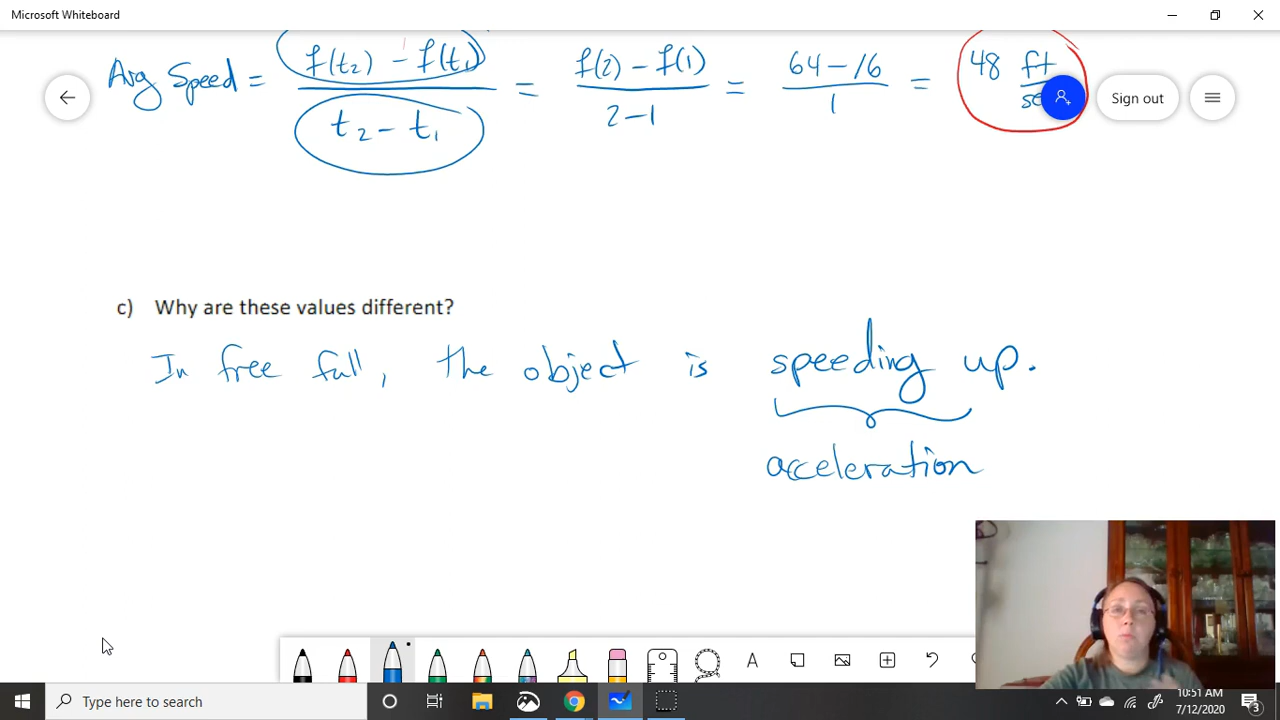 Microsoft Whiteboard
Avg Speed = f(t₂) - f(t₁) / t₂ - t₁ = f(2) - f(1) / 2 - 1 = 64 - 16 / 1 = 48 ft
Sign out
c) Why are these values different?
In free fall, the object is speeding up.
acceleration
A
Type here to search
10:51 AM
7/12/2020
3